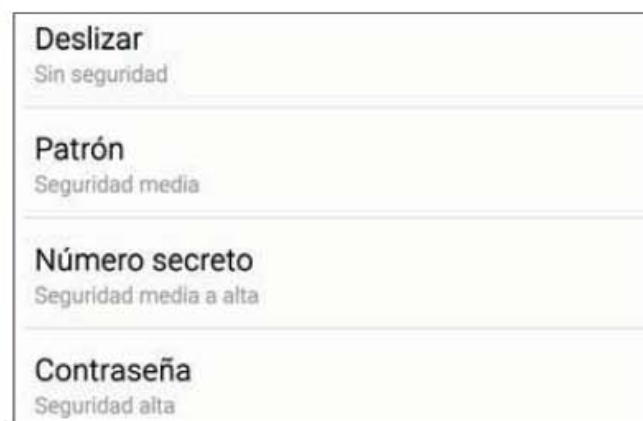 Deslizar
Sin seguridad
Patrón
Seguridad media
Número secreto
Seguridad media a alta
Contraseña
Seguridad alta